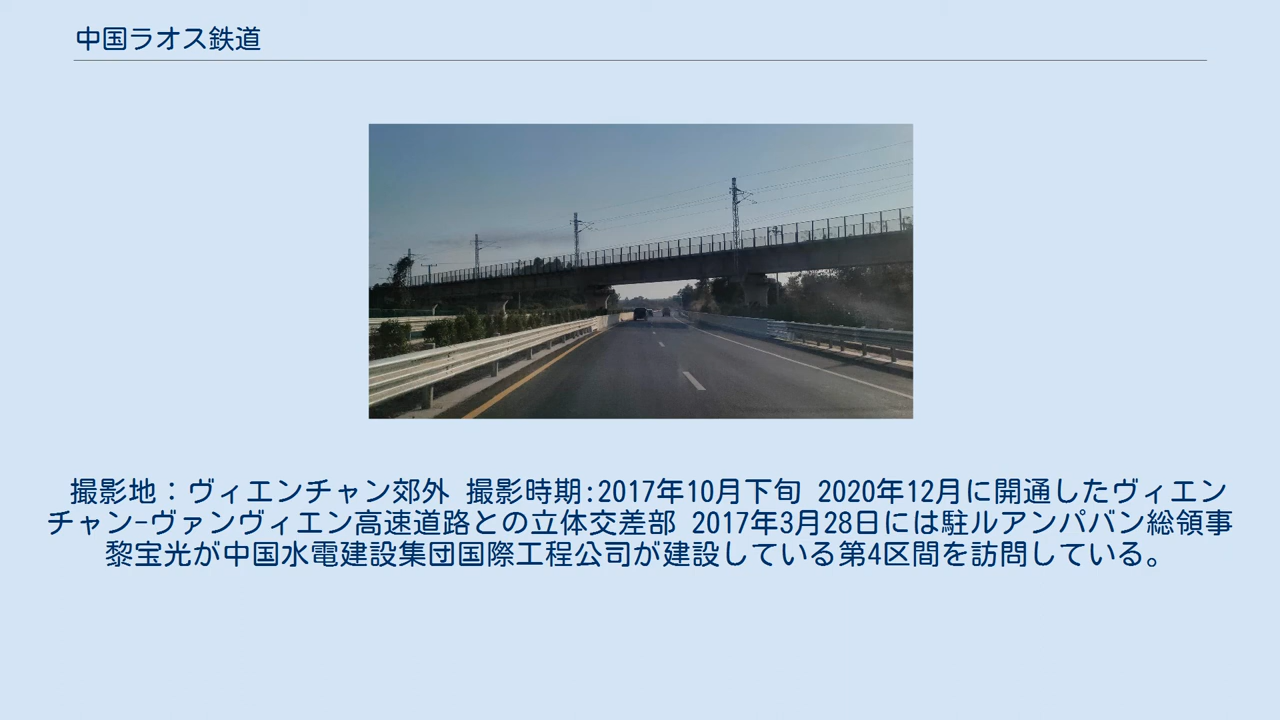 中国ラオス鉄道
撮影地：ヴィエンチャン郊外 撮影時期:2017年10月下旬 2020年12月に開通したヴィエン
チャン-ヴァンヴィエン高速道路との立体交差部 2017年3月28日には駐ルアンパバン総領事
黎宝光が中国水電建設集団国際工程公司が建設している第4区間を訪問している。